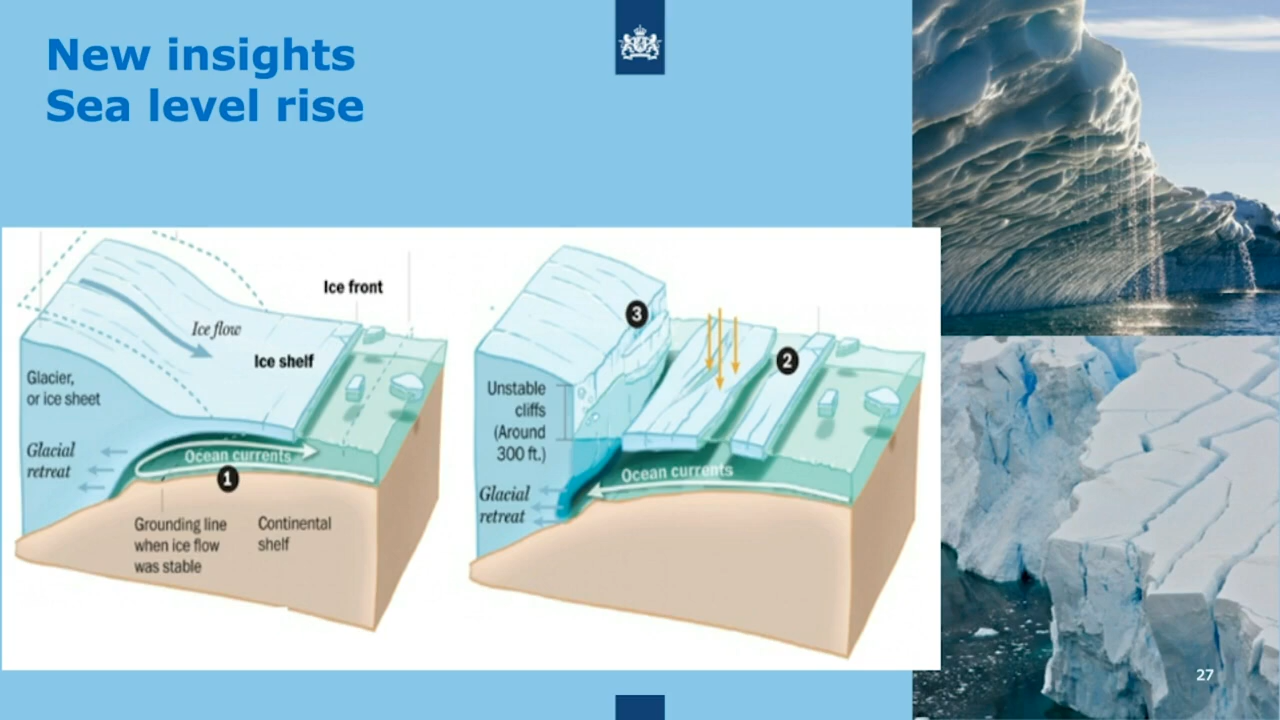 New insights
Sea level rise
Ice front
Ice flow
Ice shelf
Glacier,
or ice sheet
Glacial
retreat
Ocean currents
1
Grounding line
when ice flow
was stable
Continental
shelf
3
2
Unstable
cliffs
(Around
300 ft.)
Ocean currents
Glacial
retreat
27